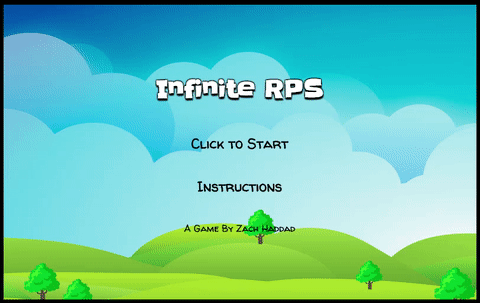 Infinite RPS
Click to Start
Instructions
A Game By Zach Haddad